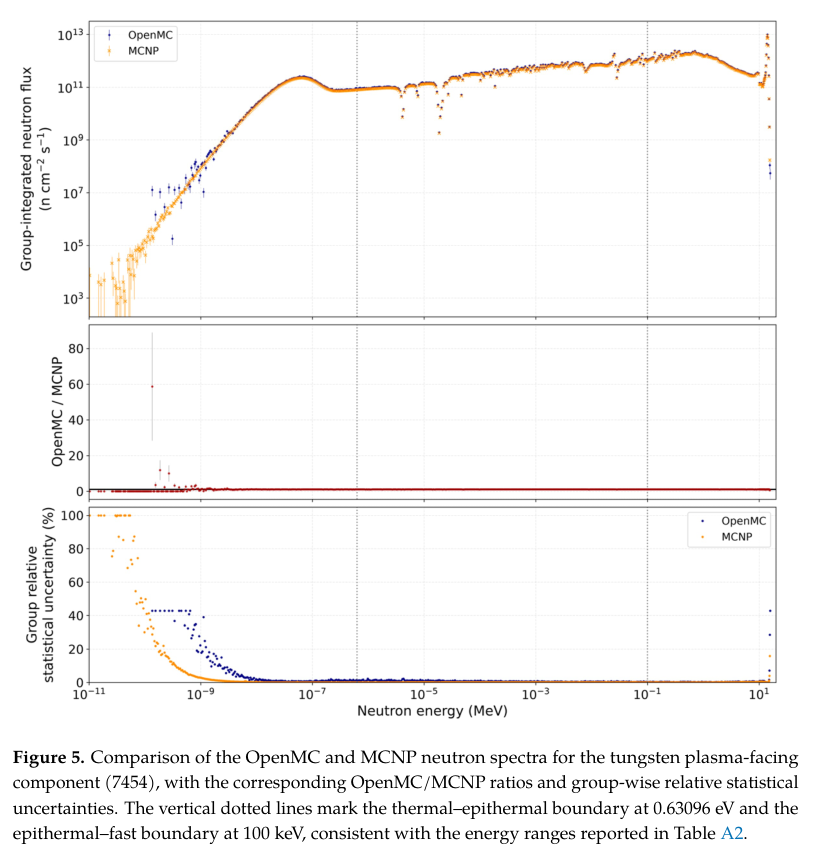 10¹³
10¹¹
10⁹
10⁷
10⁵
10³
Group-integrated neutron flux
(n cm⁻² s⁻¹)
OpenMC
MCNP
80
60
40
20
0
OpenMC / MCNP
100
80
60
40
20
0
Group relative
statistical uncertainty (%)
OpenMC
MCNP
10⁻¹¹ 10⁻⁹ 10⁻⁷ 10⁻⁵ 10⁻³ 10⁻¹ 10¹
Neutron energy (MeV)
Figure 5. Comparison of the OpenMC and MCNP neutron spectra for the tungsten plasma-facing
component (7454), with the corresponding OpenMC/MCNP ratios and group-wise relative statistical
uncertainties. The vertical dotted lines mark the thermal–epithermal boundary at 0.63096 eV and the
epithermal–fast boundary at 100 keV, consistent with the energy ranges reported in Table A2.